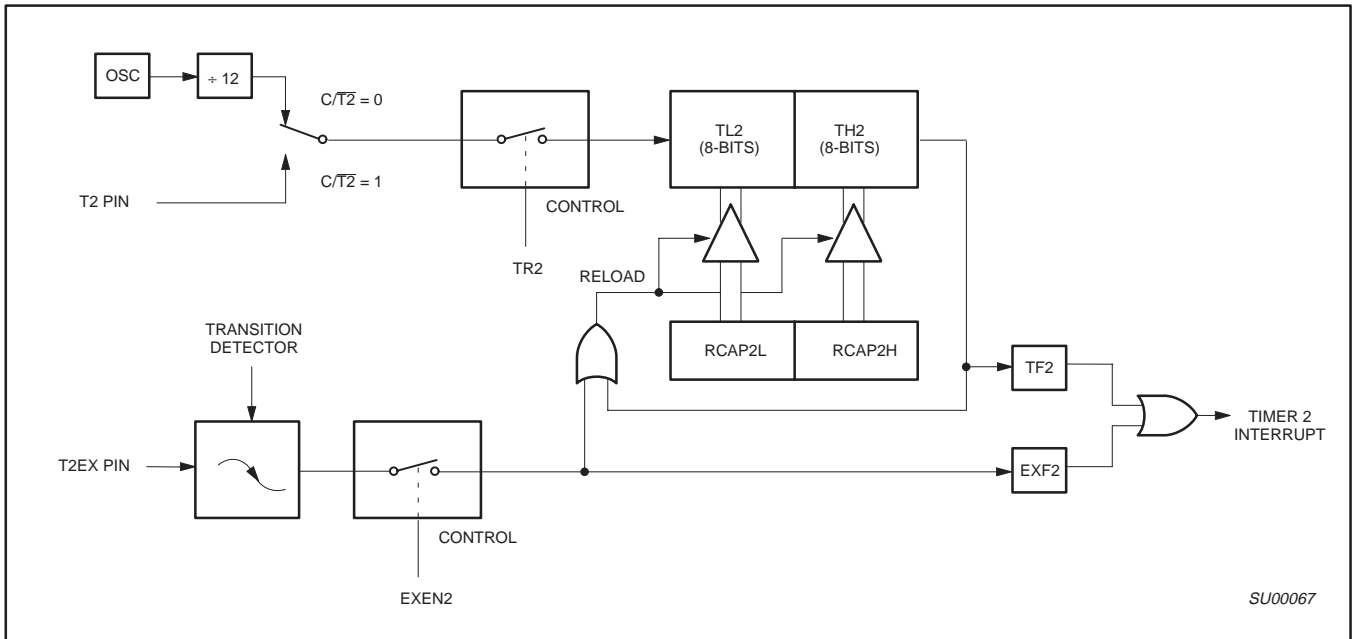 OSC
÷ 12
C/T2 = 0
C/T2 = 1
T2 PIN
CONTROL
TR2
TL2
(8-BITS)
TH2
(8-BITS)
RELOAD
TRANSITION
DETECTOR
RCAP2L
RCAP2H
TF2
TIMER 2
INTERRUPT
T2EX PIN
EXF2
CONTROL
EXEN2
SU00067